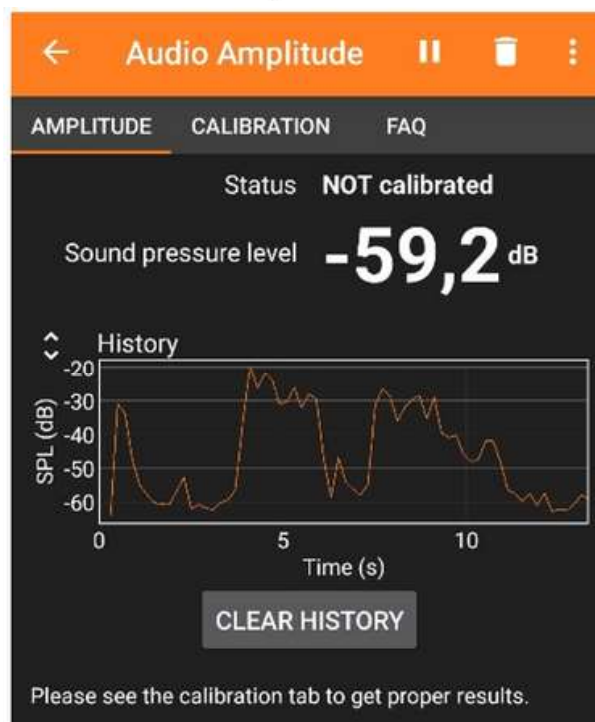 Audio Amplitude
AMPLITUDE CALIBRATION FAQ
Status NOT calibrated
Sound pressure level -59,2 dB
History
-20
-30
-40
-50
-60
SPL (dB)
0 5 10
Time (s)
CLEAR HISTORY
Please see the calibration tab to get proper results.